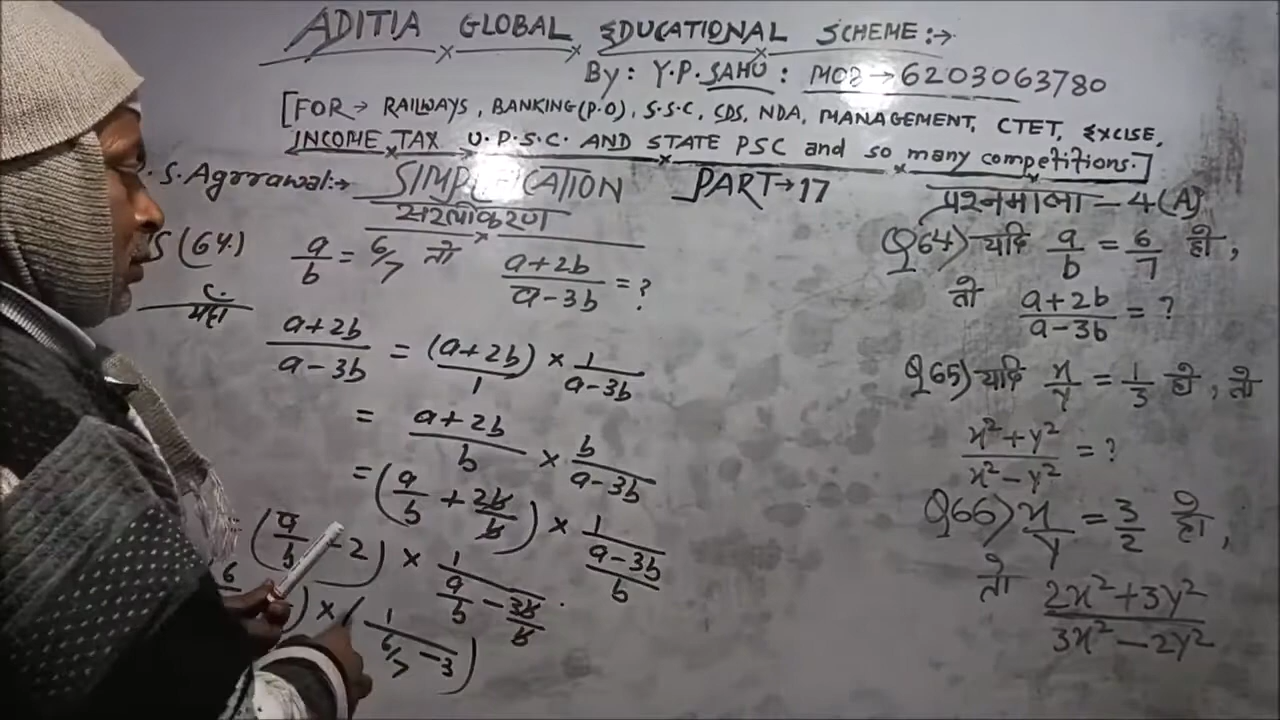 ADITIA GLOBAL EDUCATIONAL SCHEME:→
By: Y.P. SAHU: MOB→6203063780
[FOR→ RAILWAYS, BANKING(P.O), S.S.C, CDS, NDA, MANAGEMENT, CTET, EXCISE,
INCOME TAX U.P.S.C. AND STATE PSC and so many competitions.]
.S. Agrrawal:→ SIMPLIFICATION PART→17
सरलीकरण
S(64.) a/b = 6/7 तो (a+2b)/(a-3b) = ?
(a+2b)/(a-3b) = (a+2b)/1 × 1/(a-3b)
= (a+2b)/b × b/(a-3b)
= (a/b + 2b/b) × 1/((a-3b)/b)
(a/b 2) × 1/(a/b - 3b/b)
6 ) × 1/(6/7 - 3))
प्रश्नमाला - 4(A)
Q64) यदि a/b = 6/7 हो,
तो (a+2b)/(a-3b) = ?
Q65) यदि x/y = 1/3 हो, तो
(x²+y²)/(x²-y²) = ?
Q66) x/y = 3/2 हो,
तो (2x²+3y²)/(3x²-2y²)